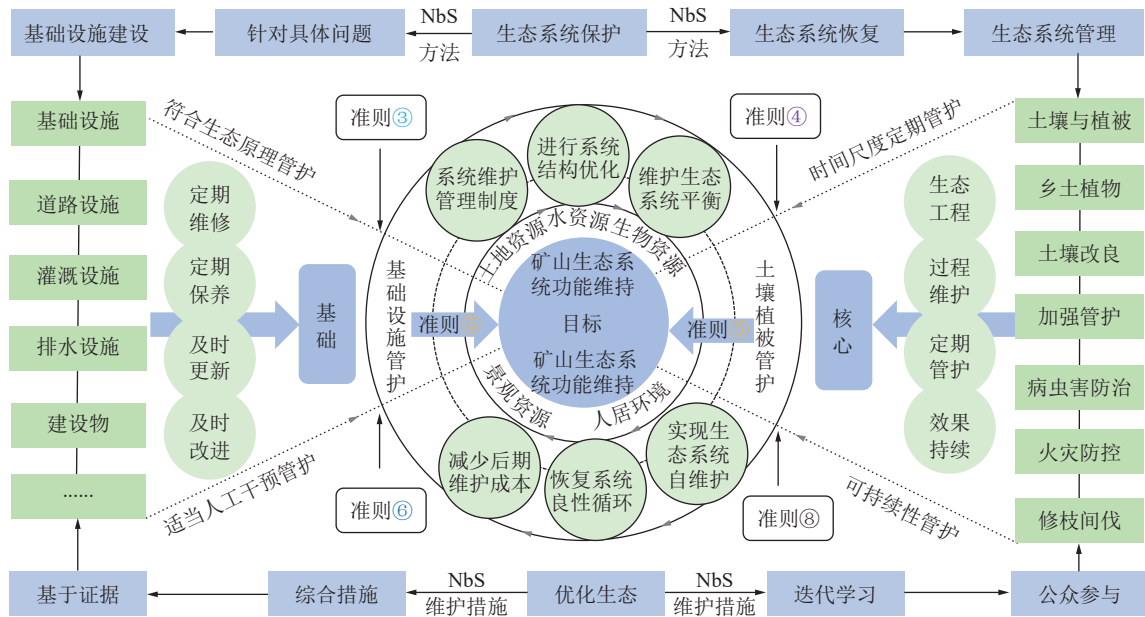 NbS
NbS
基础设施建设
针对具体问题
生态系统保护
生态系统恢复
生态系统管理
方法
方法
基础设施
道路设施
灌溉设施
排水设施
建设物
……
定期
维修
定期
保养
及时
更新
及时
改进
基础
符合生态原理管护
适当人工干预管护
准则③
准则④
准则⑥
准则⑧
系统维护
管理制度
进行系统
结构优化
维护生态
系统平衡
土地资源
水资源
生物资源
基础设施管护
准则⑤
矿山生态系
统功能维持
目标
矿山生态系
统功能维持
准则⑤
土壤植被管护
景观资源
人居环境
减少后期
维护成本
恢复系统
良性循环
实现生
态系统
自维护
时间尺度定期管护
可持续性管护
核心
生态
工程
过程
维护
定期
管护
效果
持续
土壤与植被
乡土植物
土壤改良
加强管护
病虫害防治
火灾防控
修枝间伐
NbS
NbS
基于证据
综合措施
优化生态
迭代学习
公众参与
维护措施
维护措施